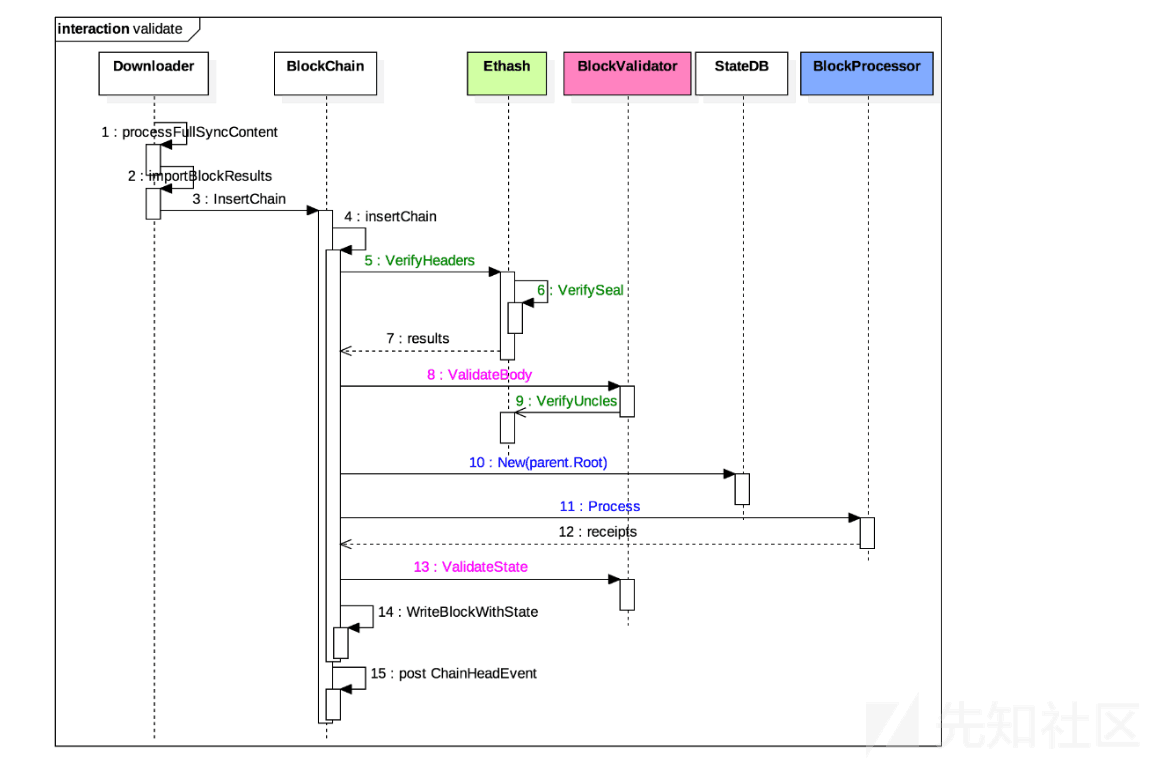 interaction validate
Downloader
BlockChain
Ethash
BlockValidator
StateDB
BlockProcessor
1 : processFullSyncContent
2 : importBlockResults
3 : InsertChain
4 : insertChain
5 : VerifyHeaders
6 : VerifySeal
7 : results
8 : ValidateBody
9 : VerifyUncles
10 : New(parent.Root)
11 : Process
12 : receipts
13 : ValidateState
14 : WriteBlockWithState
15 : post ChainHeadEvent
先知社区